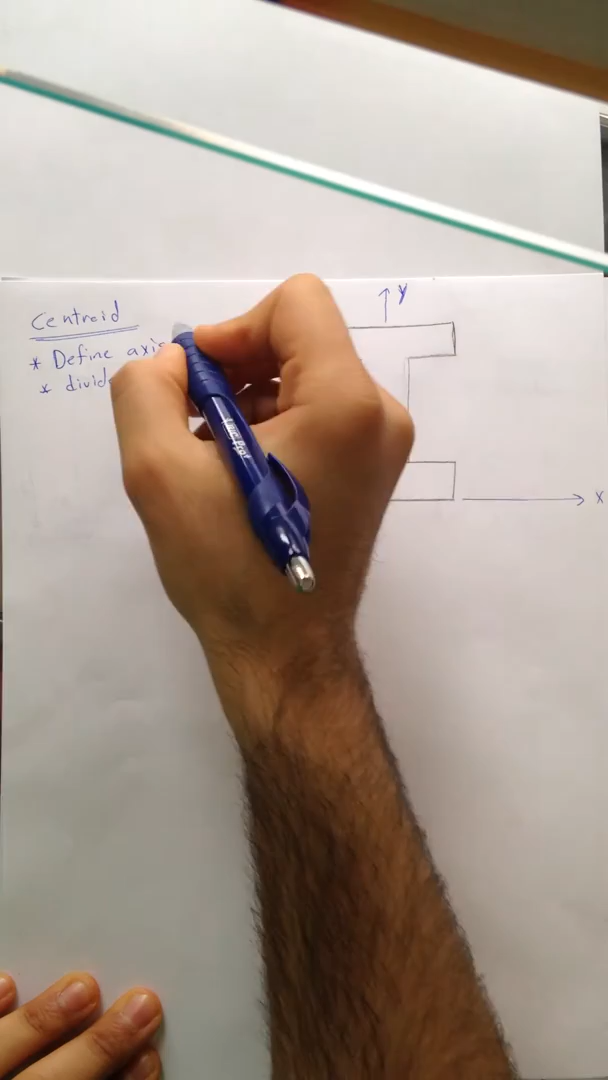 Centroid
* Define axis
* divid
y
x